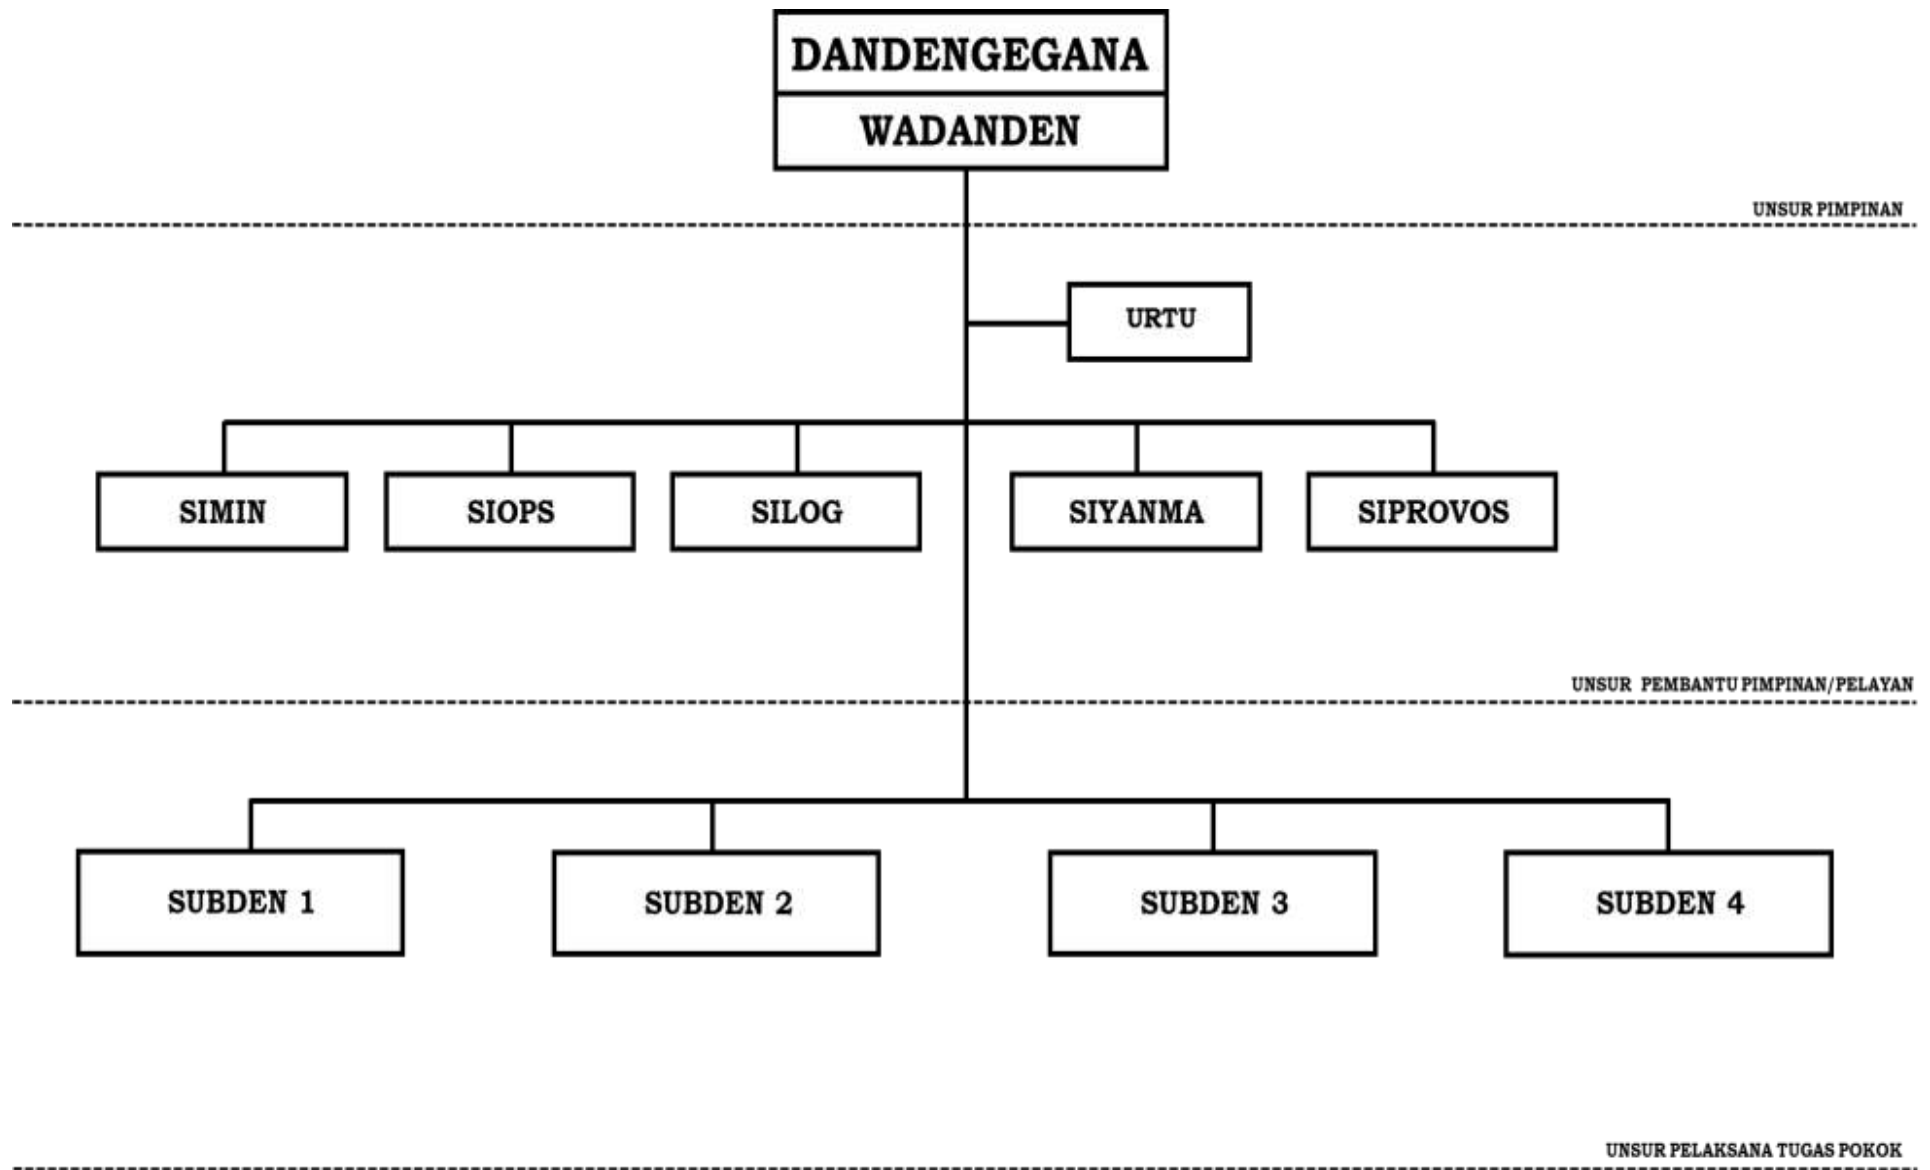 DANDENGEGANA
WADANDEN
UNSUR PIMPINAN
URTU
SIMIN
SIOPS
SILOG
SIYANMA
SIPROVOS
UNSUR PEMBANTU PIMPINAN/PELAYAN
SUBDEN 1
SUBDEN 2
SUBDEN 3
SUBDEN 4
UNSUR PELAKSANA TUGAS POKOK